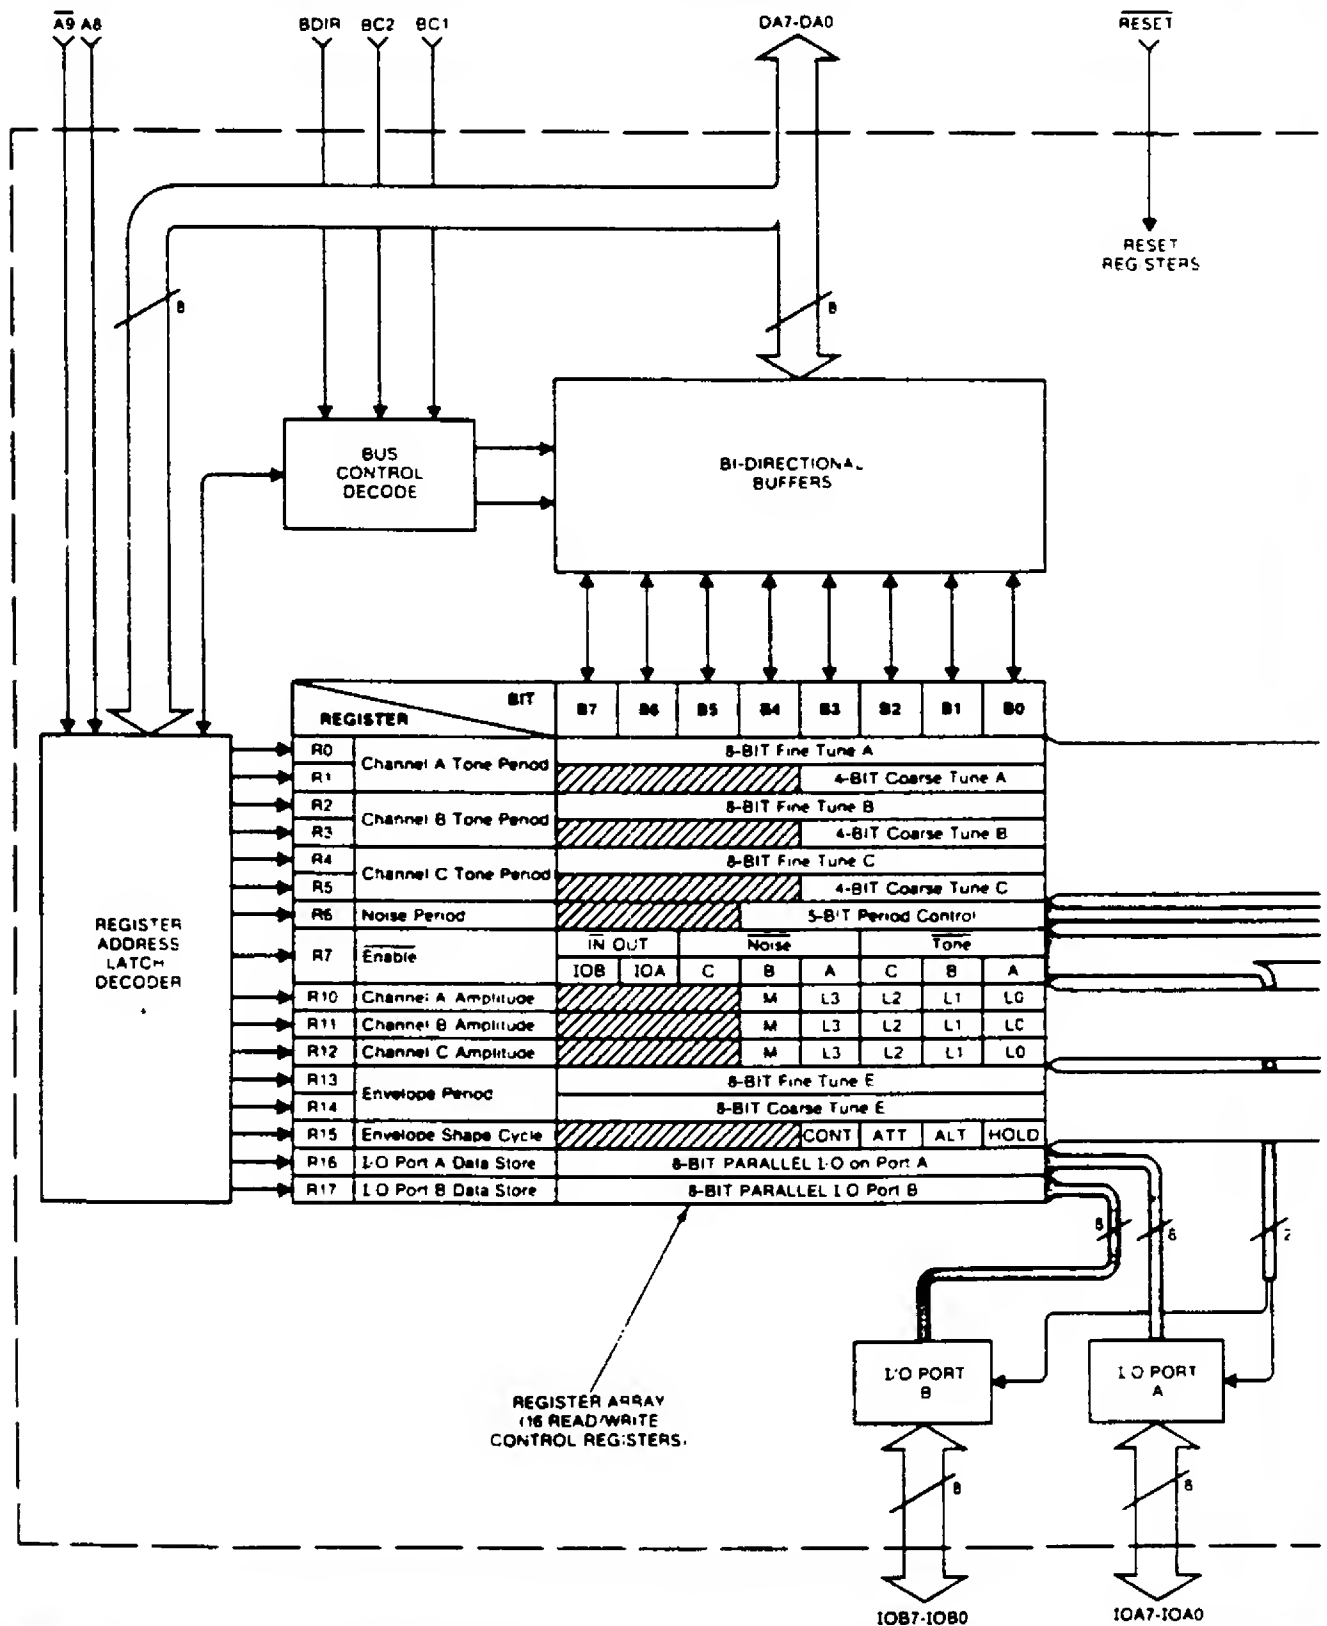 A9 A8 BDIR BC2 BC1 DA7-DA0 RESET
RESET
REGISTERS
8 8
BUS
CONTROL
DECODE
BI-DIRECTIONAL
BUFFERS
REGISTER BIT B7 B6 B5 B4 B3 B2 B1 B0
REGISTER
ADDRESS
LATCH
DECODER
R0 Channel A Tone Period 8-BIT Fine Tune A
R1 4-BIT Coarse Tune A
R2 Channel B Tone Period 8-BIT Fine Tune B
R3 4-BIT Coarse Tune B
R4 Channel C Tone Period 8-BIT Fine Tune C
R5 4-BIT Coarse Tune C
R6 Noise Period 5-BIT Period Control
R7 Enable IN OUT Noise Tone
IOB IOA C B A C B A
R10 Channel A Amplitude M L3 L2 L1 L0
R11 Channel B Amplitude M L3 L2 L1 L0
R12 Channel C Amplitude M L3 L2 L1 L0
R13 Envelope Period 8-BIT Fine Tune E
R14 8-BIT Coarse Tune E
R15 Envelope Shape Cycle CONT ATT ALT HOLD
R16 I·O Port A Data Store 8-BIT PARALLEL I·O on Port A
R17 I·O Port B Data Store 8-BIT PARALLEL I O Port B
8 8 2
I/O PORT
B
I O PORT
A
REGISTER ARRAY
(16 READ/WRITE
CONTROL REGISTERS)
8 8
IOB7-IOB0 IOA7-IOA0